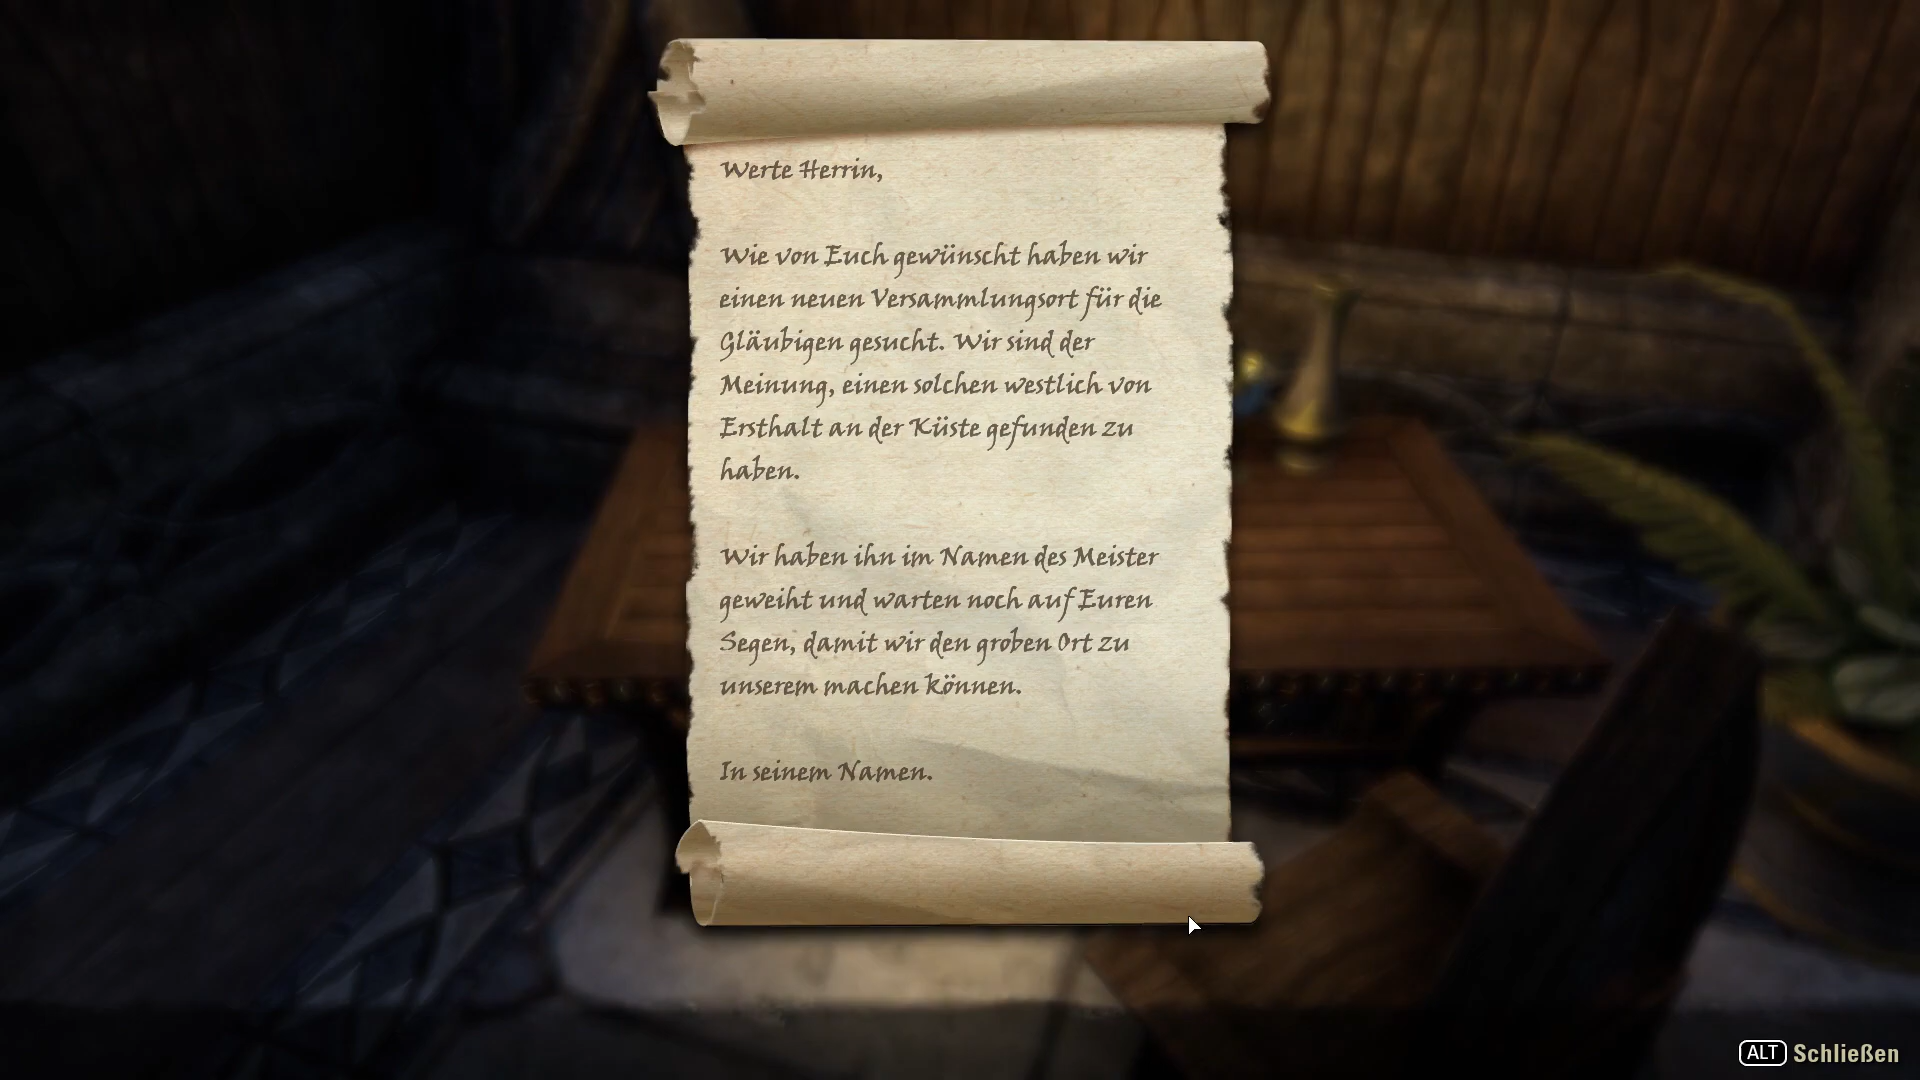 Werte Herrin,
Wie von Euch gewünscht haben wir
einen neuen Versammlungsort für die
Gläubigen gesucht. Wir sind der
Meinung, einen solchen westlich von
Ersthalt an der Küste gefunden zu
haben.
Wir haben ihn im Namen des Meister
geweiht und warten noch auf Euren
Segen, damit wir den groben Ort zu
unserem machen können.
In seinem Namen.
ALT Schließen